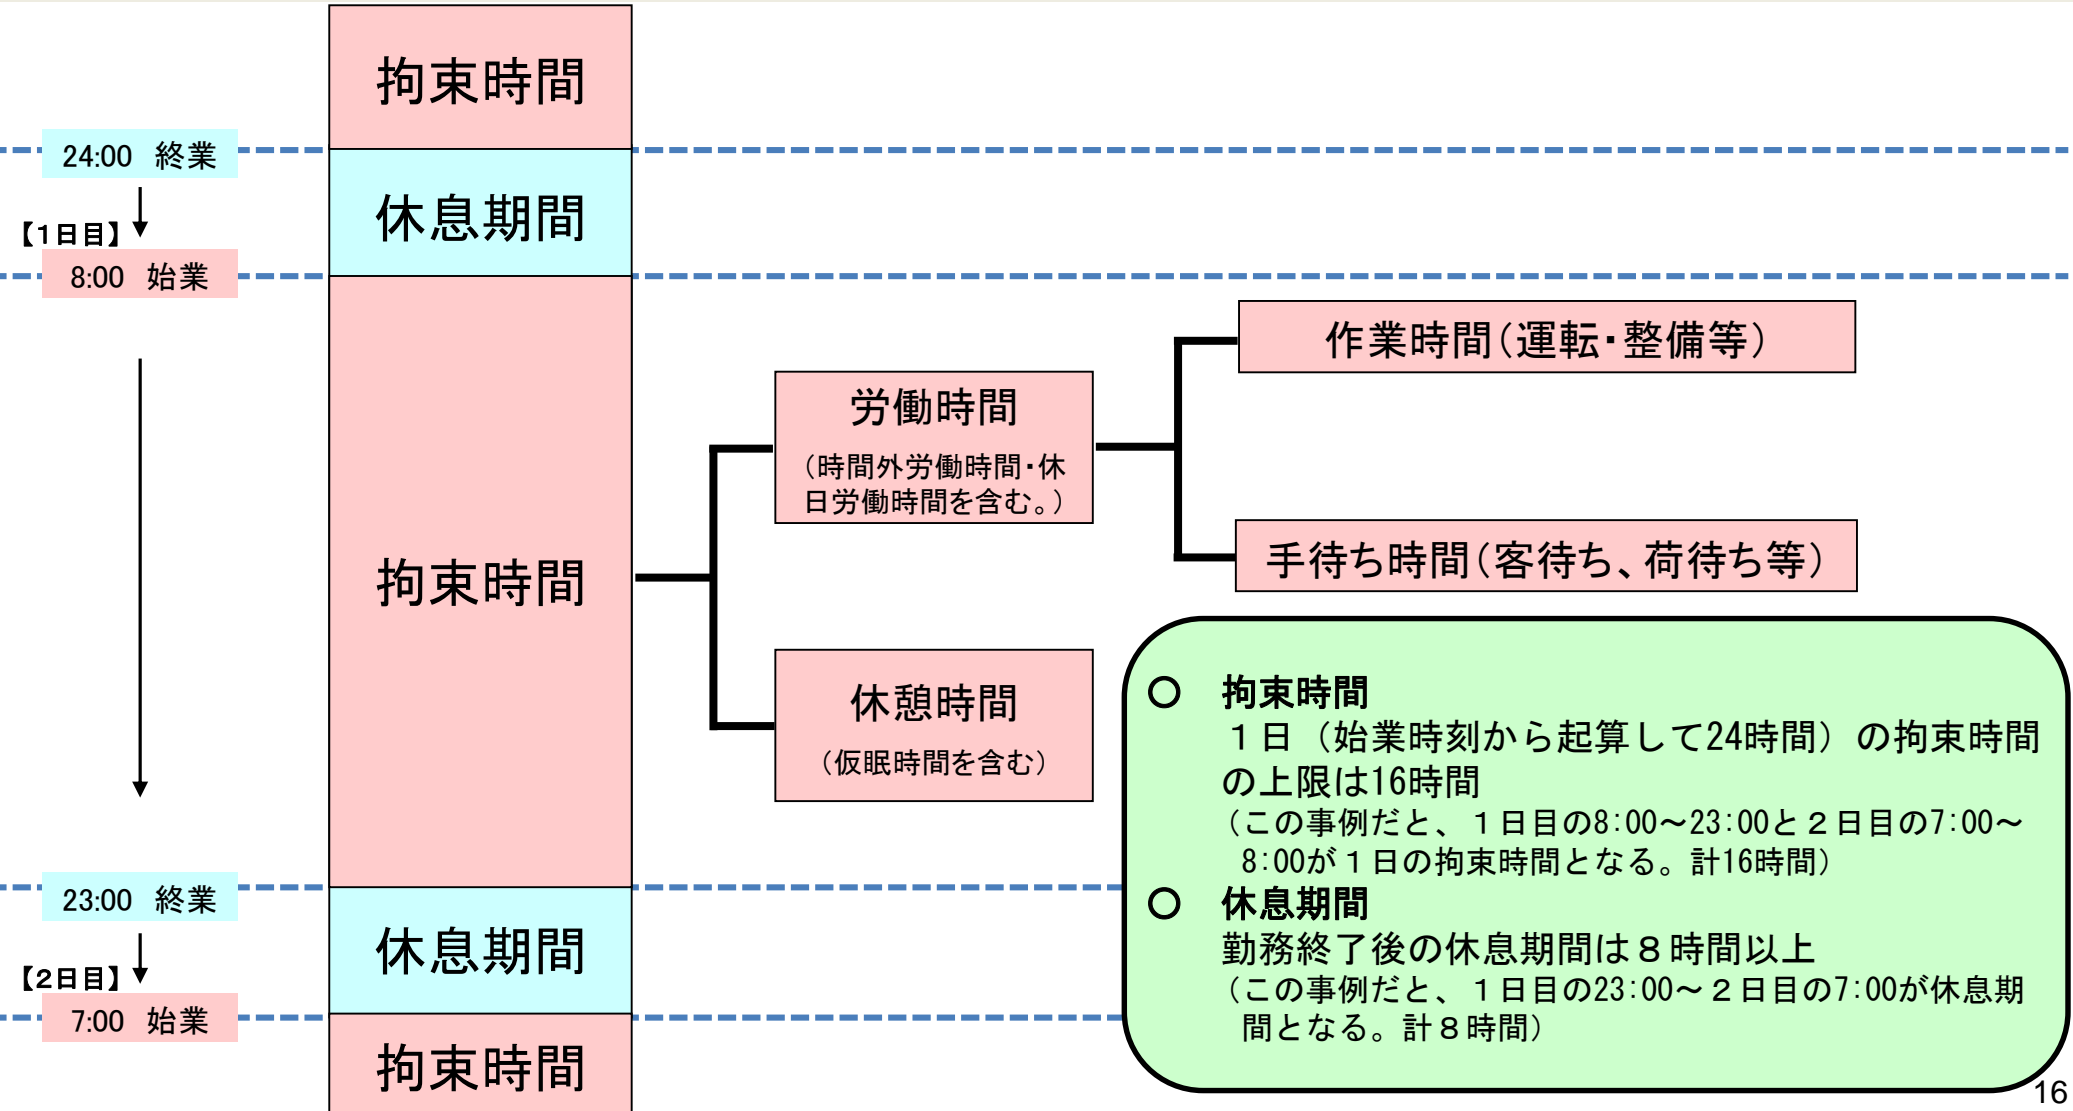 拘束時間
24:00 終業
休息期間
【1日目】
8:00 始業
作業時間（運転・整備等）
労働時間
（時間外労働時間・休
日労働時間を含む。）
手待ち時間（客待ち、荷待ち等）
拘束時間
休憩時間
（仮眠時間を含む）
○ 拘束時間
１日（始業時刻から起算して24時間）の拘束時間
の上限は16時間
（この事例だと、１日目の8:00～23:00と２日目の7:00～
8:00が１日の拘束時間となる。計16時間）
○ 休息期間
勤務終了後の休息期間は８時間以上
（この事例だと、１日目の23:00～２日目の7:00が休息期
間となる。計８時間）
23:00 終業
休息期間
【2日目】
7:00 始業
拘束時間
16